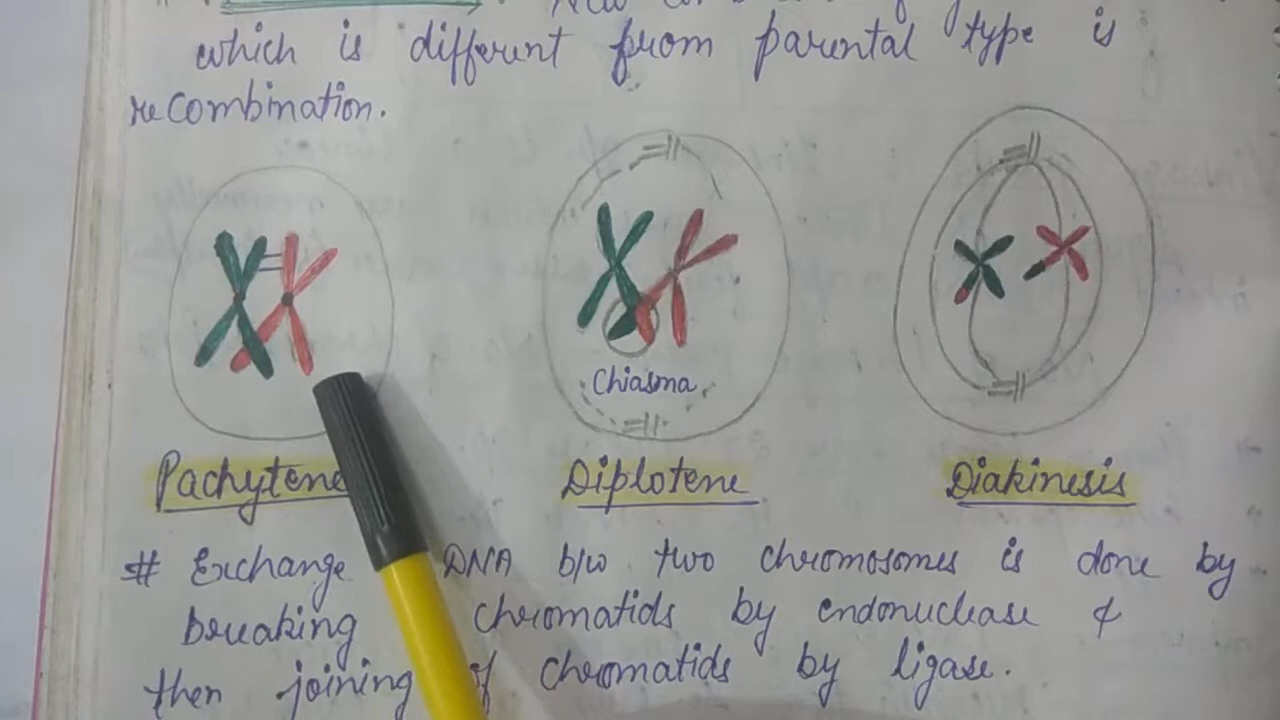 which is different from parental type is
recombination.
Chiasma
Pachytene
Diplotene
Diakinesis
# Exchange DNA b/w two chromosomes is done by
breaking chromatids by endonuclease &
then joining of chromatids by ligase.